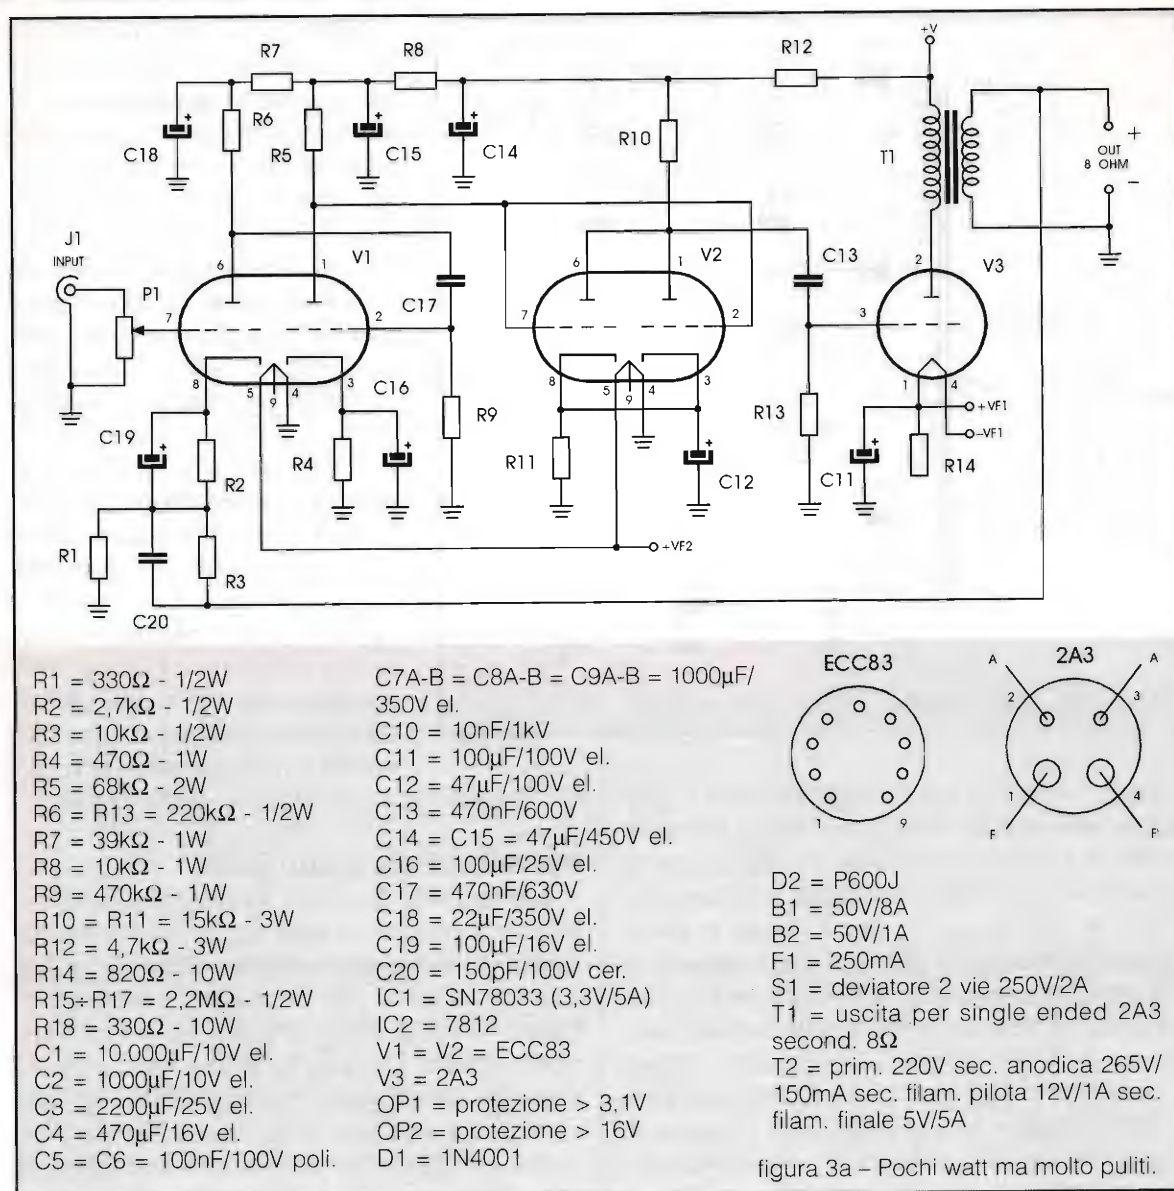 R7
R8
R12
+V
R6
R5
C18
C15
C14
R10
T1
+
OUT
8 OHM
-
J1
INPUT
P1
6
1
V1
C17
7
2
8
5
9
4
3
C16
C19
R2
R4
R9
R1
R3
C20
6
1
V2
7
2
8
5
9
4
3
R11
C12
+VF2
C13
2
V3
3
1
4
R13
+VF1
-VF1
C11
R14
R1 = 330Ω - 1/2W
R2 = 2,7kΩ - 1/2W
R3 = 10kΩ - 1/2W
R4 = 470Ω - 1W
R5 = 68kΩ - 2W
R6 = R13 = 220kΩ - 1/2W
R7 = 39kΩ - 1W
R8 = 10kΩ - 1W
R9 = 470kΩ - 1/W
R10 = R11 = 15kΩ - 3W
R12 = 4,7kΩ - 3W
R14 = 820Ω - 10W
R15÷R17 = 2,2MΩ - 1/2W
R18 = 330Ω - 10W
C1 = 10.000µF/10V el.
C2 = 1000µF/10V el.
C3 = 2200µF/25V el.
C4 = 470µF/16V el.
C5 = C6 = 100nF/100V poli.
C7A-B = C8A-B = C9A-B = 1000µF/
350V el.
C10 = 10nF/1kV
C11 = 100µF/100V el.
C12 = 47µF/100V el.
C13 = 470nF/600V
C14 = C15 = 47µF/450V el.
C16 = 100µF/25V el.
C17 = 470nF/630V
C18 = 22µF/350V el.
C19 = 100µF/16V el.
C20 = 150pF/100V cer.
IC1 = SN78033 (3,3V/5A)
IC2 = 7812
V1 = V2 = ECC83
V3 = 2A3
OP1 = protezione > 3,1V
OP2 = protezione > 16V
D1 = 1N4001
ECC83
1
9
2A3
A
A
2
3
1
4
F
F
D2 = P600J
B1 = 50V/8A
B2 = 50V/1A
F1 = 250mA
S1 = deviatore 2 vie 250V/2A
T1 = uscita per single ended 2A3
second. 8Ω
T2 = prim. 220V sec. anodica 265V/
150mA sec. filam. pilota 12V/1A sec.
filam. finale 5V/5A
figura 3a – Pochi watt ma molto puliti.